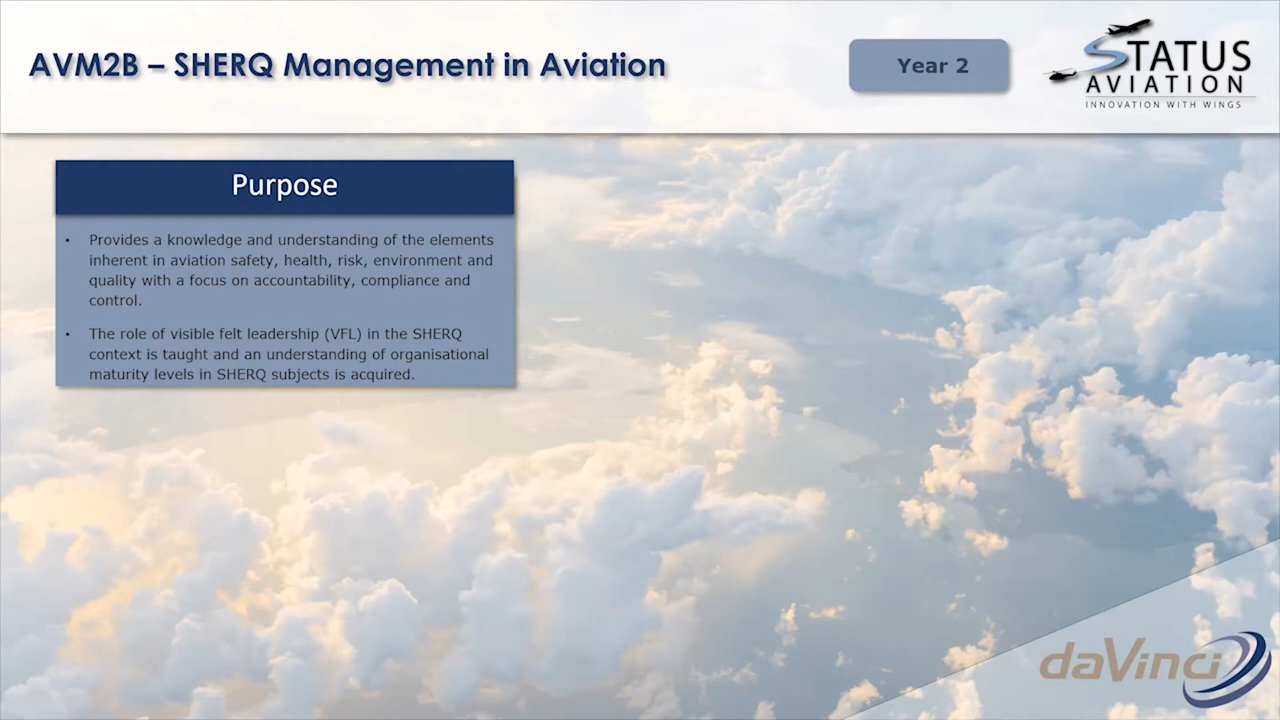 AVM2B – SHERQ Management in Aviation
Year 2
STATUS
AVIATION
INNOVATION WITH WINGS
Purpose
• Provides a knowledge and understanding of the elements
inherent in aviation safety, health, risk, environment and
quality with a focus on accountability, compliance and
control.
• The role of visible felt leadership (VFL) in the SHERQ
context is taught and an understanding of organisational
maturity levels in SHERQ subjects is acquired.
daVinci